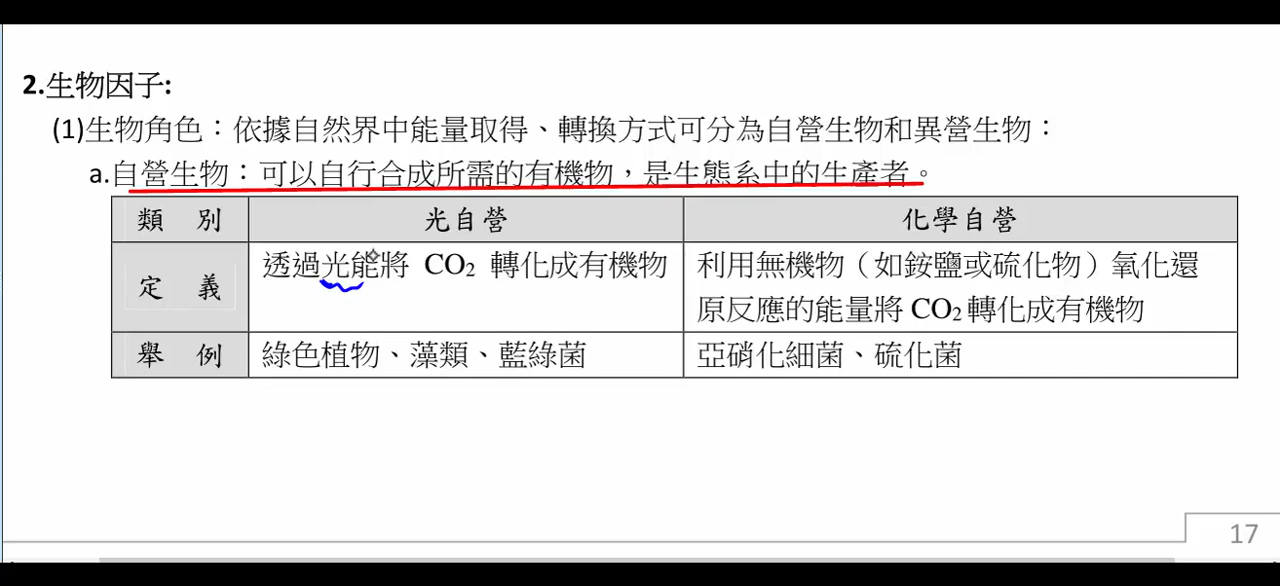 2.生物因子:
(1)生物角色：依據自然界中能量取得、轉換方式可分為自營生物和異營生物：
a.自營生物：可以自行合成所需的有機物，是生態系中的生產者。
類 別 光自營 化學自營
定 義 透過光能將 CO₂ 轉化成有機物 利用無機物（如銨鹽或硫化物）氧化還
原反應的能量將 CO₂ 轉化成有機物
舉 例 綠色植物、藻類、藍綠菌 亞硝化細菌、硫化菌
17